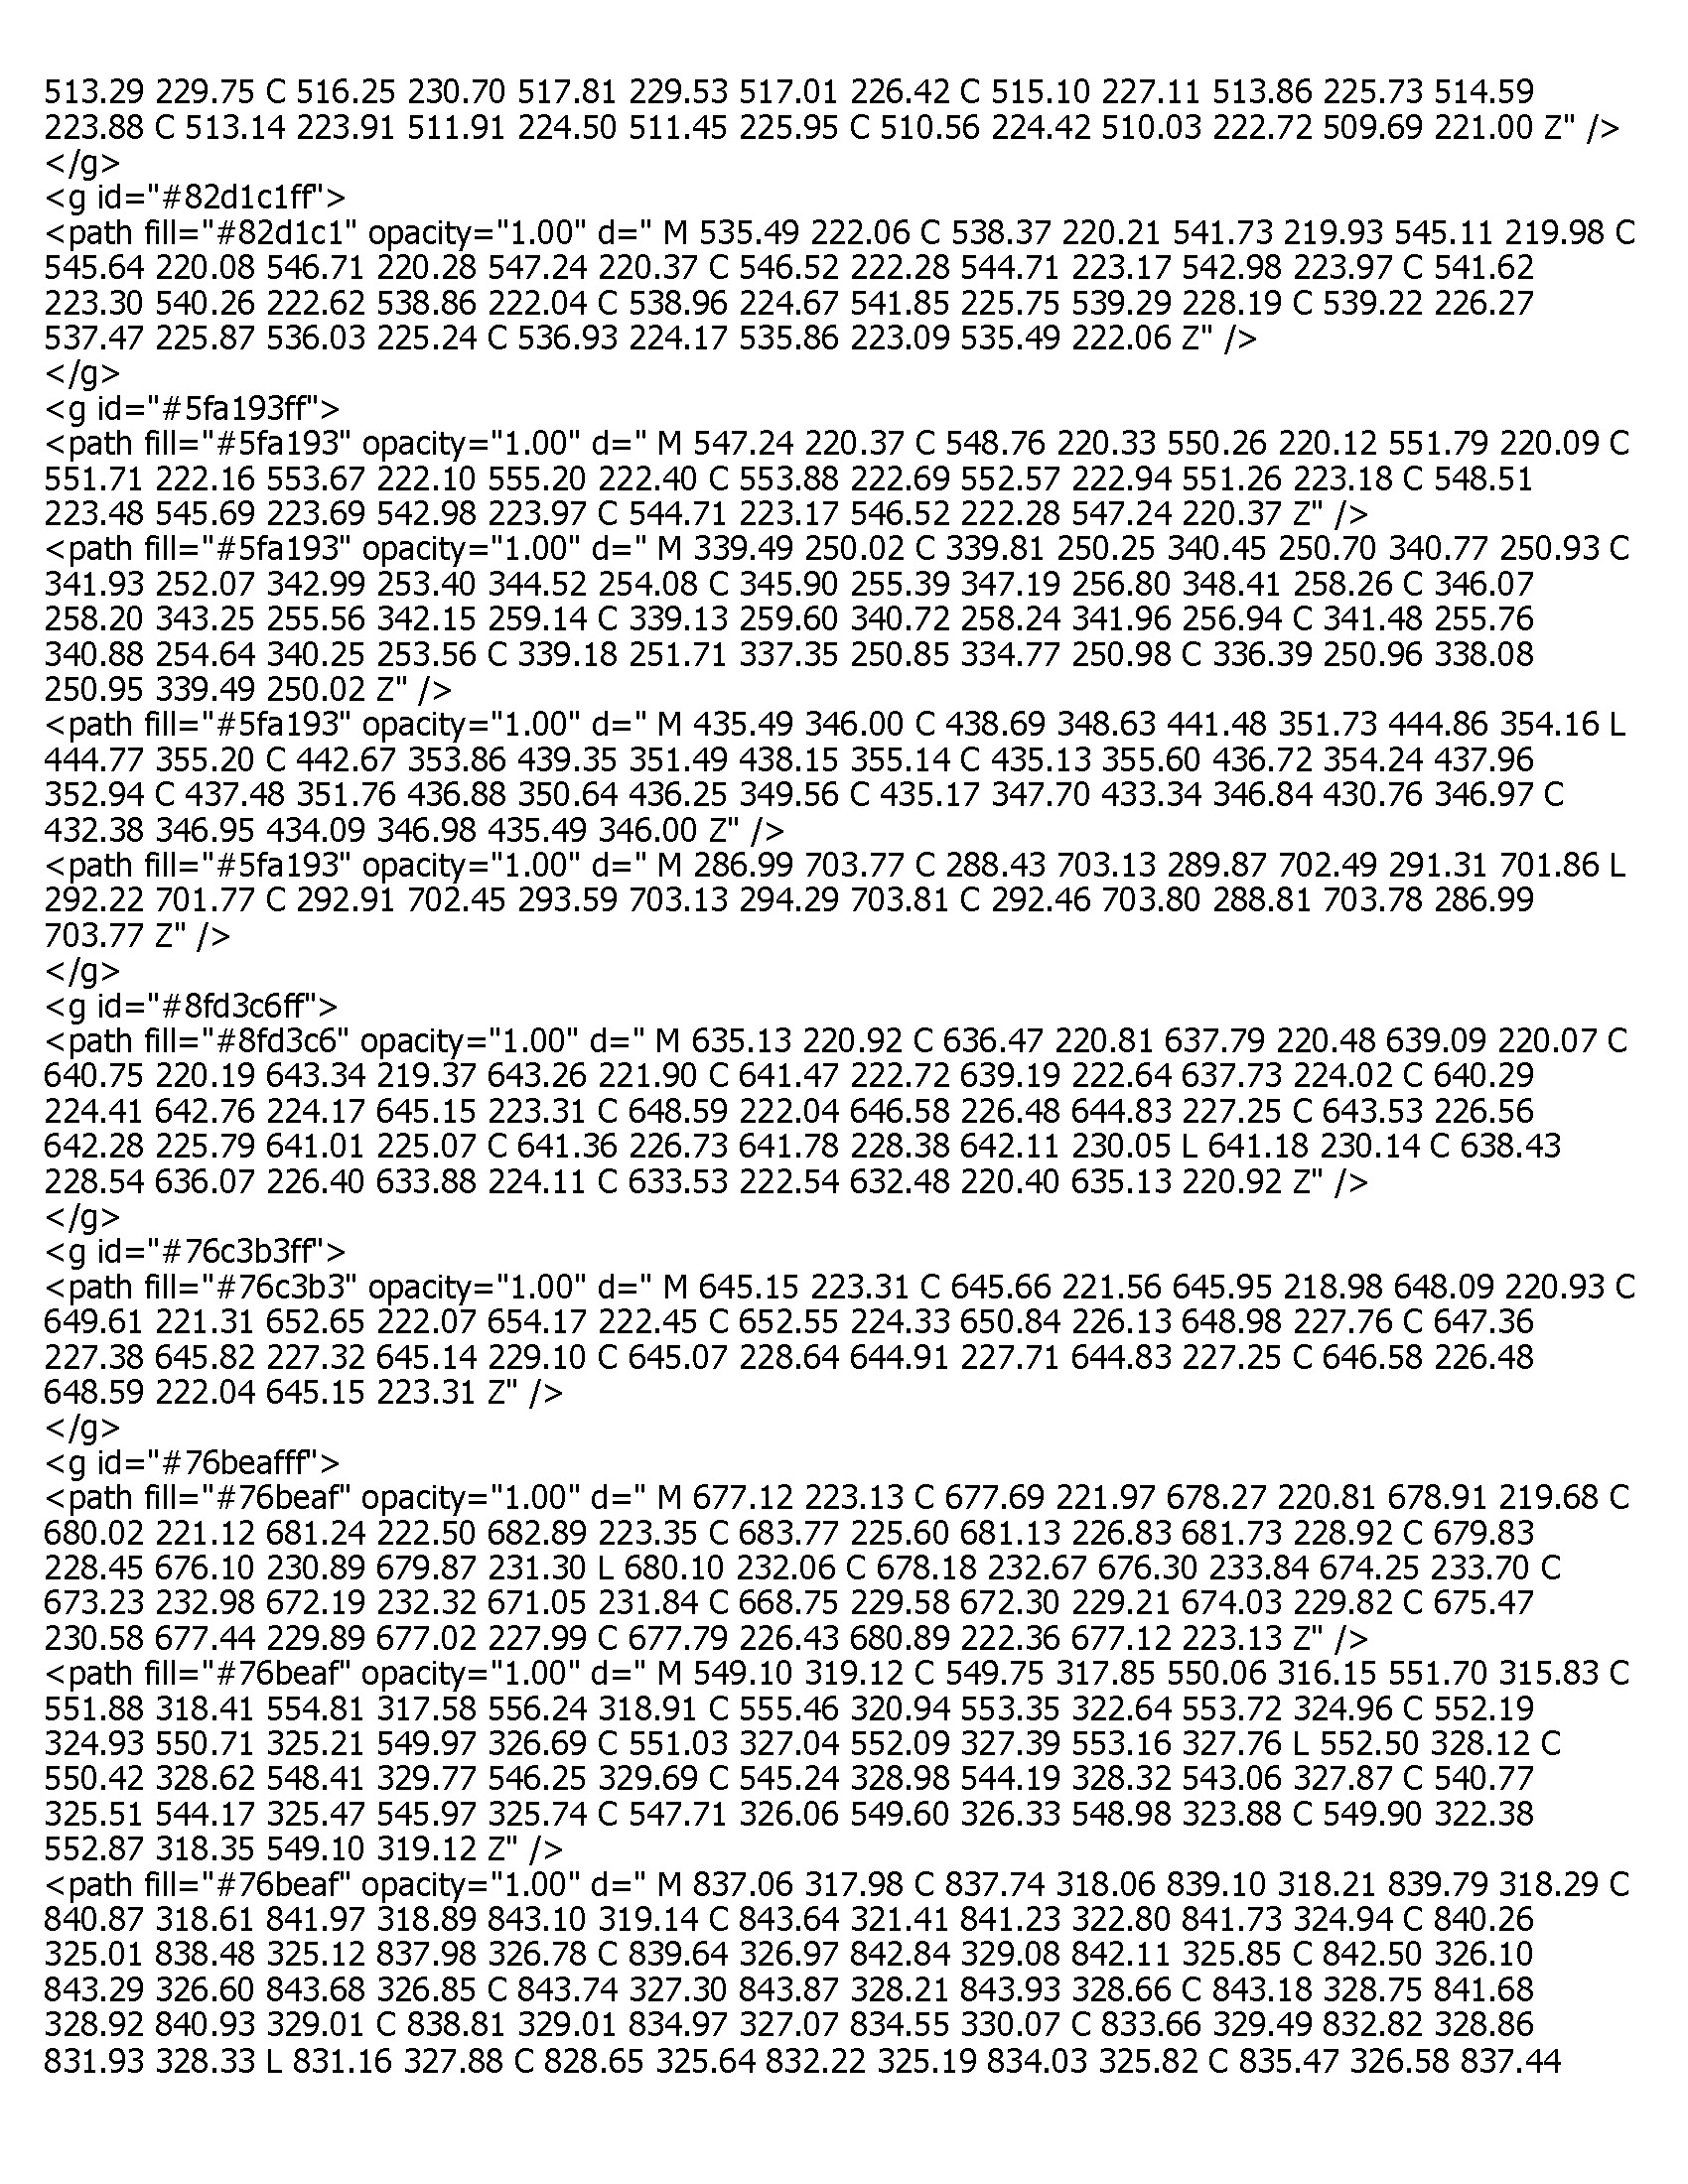 513.29 229.75 C 516.25 230.70 517.81 229.53 517.01 226.42 C 515.10 227.11 513.86 225.73 514.59
223.88 C 513.14 223.91 511.91 224.50 511.45 225.95 C 510.56 224.42 510.03 222.72 509.69 221.00 Z" />
</g>
<g id="#82d1c1ff">
<path fill="#82d1c1" opacity="1.00" d=" M 535.49 222.06 C 538.37 220.21 541.73 219.93 545.11 219.98 C
545.64 220.08 546.71 220.28 547.24 220.37 C 546.52 222.28 544.71 223.17 542.98 223.97 C 541.62
223.30 540.26 222.62 538.86 222.04 C 538.96 224.67 541.85 225.75 539.29 228.19 C 539.22 226.27
537.47 225.87 536.03 225.24 C 536.93 224.17 535.86 223.09 535.49 222.06 Z" />
</g>
<g id="#5fa193ff">
<path fill="#5fa193" opacity="1.00" d=" M 547.24 220.37 C 548.76 220.33 550.26 220.12 551.79 220.09 C
551.71 222.16 553.67 222.10 555.20 222.40 C 553.88 222.69 552.57 222.94 551.26 223.18 C 548.51
223.48 545.69 223.69 542.98 223.97 C 544.71 223.17 546.52 222.28 547.24 220.37 Z" />
<path fill="#5fa193" opacity="1.00" d=" M 339.49 250.02 C 339.81 250.25 340.45 250.70 340.77 250.93 C
341.93 252.07 342.99 253.40 344.52 254.08 C 345.90 255.39 347.19 256.80 348.41 258.26 C 346.07
258.20 343.25 255.56 342.15 259.14 C 339.13 259.60 340.72 258.24 341.96 256.94 C 341.48 255.76
340.88 254.64 340.25 253.56 C 339.18 251.71 337.35 250.85 334.77 250.98 C 336.39 250.96 338.08
250.95 339.49 250.02 Z" />
<path fill="#5fa193" opacity="1.00" d=" M 435.49 346.00 C 438.69 348.63 441.48 351.73 444.86 354.16 L
444.77 355.20 C 442.67 353.86 439.35 351.49 438.15 355.14 C 435.13 355.60 436.72 354.24 437.96
352.94 C 437.48 351.76 436.88 350.64 436.25 349.56 C 435.17 347.70 433.34 346.84 430.76 346.97 C
432.38 346.95 434.09 346.98 435.49 346.00 Z" />
<path fill="#5fa193" opacity="1.00" d=" M 286.99 703.77 C 288.43 703.13 289.87 702.49 291.31 701.86 L
292.22 701.77 C 292.91 702.45 293.59 703.13 294.29 703.81 C 292.46 703.80 288.81 703.78 286.99
703.77 Z" />
</g>
<g id="#8fd3c6ff">
<path fill="#8fd3c6" opacity="1.00" d=" M 635.13 220.92 C 636.47 220.81 637.79 220.48 639.09 220.07 C
640.75 220.19 643.34 219.37 643.26 221.90 C 641.47 222.72 639.19 222.64 637.73 224.02 C 640.29
224.41 642.76 224.17 645.15 223.31 C 648.59 222.04 646.58 226.48 644.83 227.25 C 643.53 226.56
642.28 225.79 641.01 225.07 C 641.36 226.73 641.78 228.38 642.11 230.05 L 641.18 230.14 C 638.43
228.54 636.07 226.40 633.88 224.11 C 633.53 222.54 632.48 220.40 635.13 220.92 Z" />
</g>
<g id="#76c3b3ff">
<path fill="#76c3b3" opacity="1.00" d=" M 645.15 223.31 C 645.66 221.56 645.95 218.98 648.09 220.93 C
649.61 221.31 652.65 222.07 654.17 222.45 C 652.55 224.33 650.84 226.13 648.98 227.76 C 647.36
227.38 645.82 227.32 645.14 229.10 C 645.07 228.64 644.91 227.71 644.83 227.25 C 646.58 226.48
648.59 222.04 645.15 223.31 Z" />
</g>
<g id="#76beafff">
<path fill="#76beaf" opacity="1.00" d=" M 677.12 223.13 C 677.69 221.97 678.27 220.81 678.91 219.68 C
680.02 221.12 681.24 222.50 682.89 223.35 C 683.77 225.60 681.13 226.83 681.73 228.92 C 679.83
228.45 676.10 230.89 679.87 231.30 L 680.10 232.06 C 678.18 232.67 676.30 233.84 674.25 233.70 C
673.23 232.98 672.19 232.32 671.05 231.84 C 668.75 229.58 672.30 229.21 674.03 229.82 C 675.47
230.58 677.44 229.89 677.02 227.99 C 677.79 226.43 680.89 222.36 677.12 223.13 Z" />
<path fill="#76beaf" opacity="1.00" d=" M 549.10 319.12 C 549.75 317.85 550.06 316.15 551.70 315.83 C
551.88 318.41 554.81 317.58 556.24 318.91 C 555.46 320.94 553.35 322.64 553.72 324.96 C 552.19
324.93 550.71 325.21 549.97 326.69 C 551.03 327.04 552.09 327.39 553.16 327.76 L 552.50 328.12 C
550.42 328.62 548.41 329.77 546.25 329.69 C 545.24 328.98 544.19 328.32 543.06 327.87 C 540.77
325.51 544.17 325.47 545.97 325.74 C 547.71 326.06 549.60 326.33 548.98 323.88 C 549.90 322.38
552.87 318.35 549.10 319.12 Z" />
<path fill="#76beaf" opacity="1.00" d=" M 837.06 317.98 C 837.74 318.06 839.10 318.21 839.79 318.29 C
840.87 318.61 841.97 318.89 843.10 319.14 C 843.64 321.41 841.23 322.80 841.73 324.94 C 840.26
325.01 838.48 325.12 837.98 326.78 C 839.64 326.97 842.84 329.08 842.11 325.85 C 842.50 326.10
843.29 326.60 843.68 326.85 C 843.74 327.30 843.87 328.21 843.93 328.66 C 843.18 328.75 841.68
328.92 840.93 329.01 C 838.81 329.01 834.97 327.07 834.55 330.07 C 833.66 329.49 832.82 328.86
831.93 328.33 L 831.16 327.88 C 828.65 325.64 832.22 325.19 834.03 325.82 C 835.47 326.58 837.44